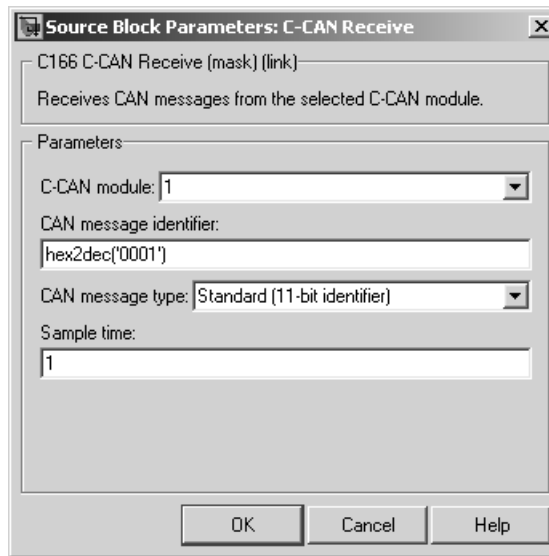 Source Block Parameters: C-CAN Receive
C166 C-CAN Receive (mask) (link)
Receives CAN messages from the selected C-CAN module.
Parameters
C-CAN module: 1
CAN message identifier:
hex2dec('0001')
CAN message type: Standard (11-bit identifier)
Sample time:
1
OK Cancel Help